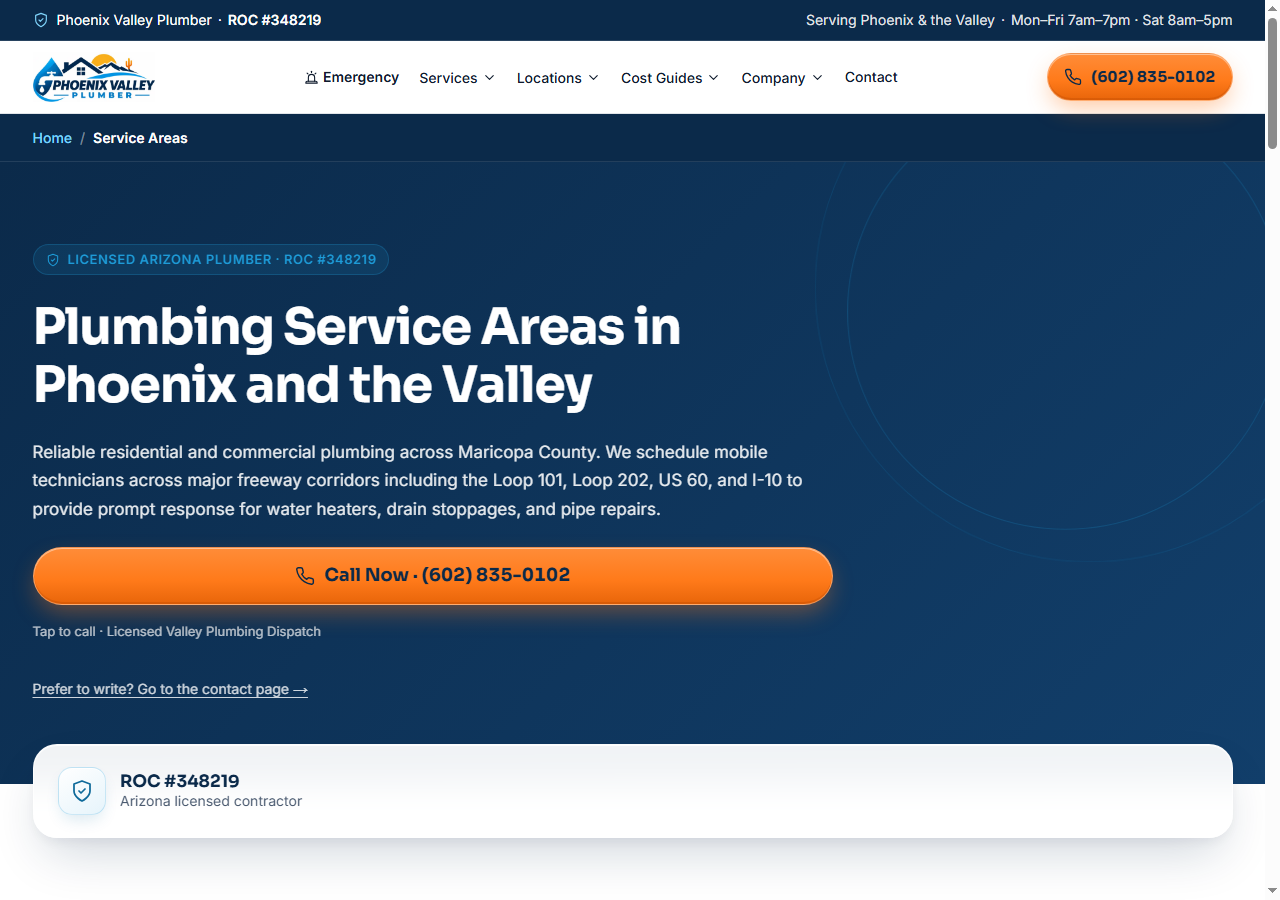 Phoenix Valley Plumber · ROC #348219
Serving Phoenix & the Valley · Mon–Fri 7am–7pm · Sat 8am–5pm
PHOENIX VALLEY
PLUMBER
Emergency
Services
Locations
Cost Guides
Company
Contact
(602) 835-0102
Home / Service Areas
LICENSED ARIZONA PLUMBER · ROC #348219
Plumbing Service Areas in
Phoenix and the Valley
Reliable residential and commercial plumbing across Maricopa County. We schedule mobile
technicians across major freeway corridors including the Loop 101, Loop 202, US 60, and I-10 to
provide prompt response for water heaters, drain stoppages, and pipe repairs.
Call Now · (602) 835-0102
Tap to call · Licensed Valley Plumbing Dispatch
Prefer to write? Go to the contact page →
ROC #348219
Arizona licensed contractor